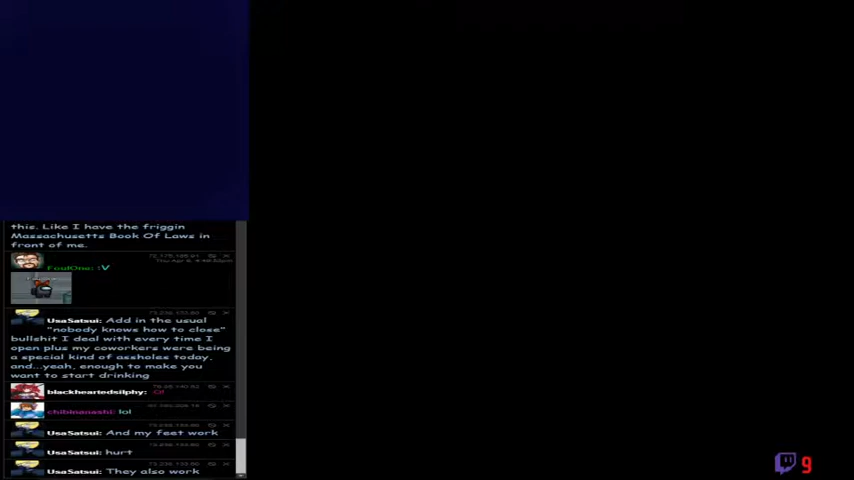 this. Like I have the friggin
Massachusetts Book Of Laws in
front of me.
FoulOne: :V
UsaSatsui: Add in the usual
"nobody knows how to close"
bullshit I deal with every time I
open plus my coworkers were being
a special kind of assholes today,
and...yeah, enough to make you
want to start drinking
blackheartedsilphy: Of
chibinanashi: lol
UsaSatsui: And my feet work
UsaSatsui: hurt
UsaSatsui: They also work
9